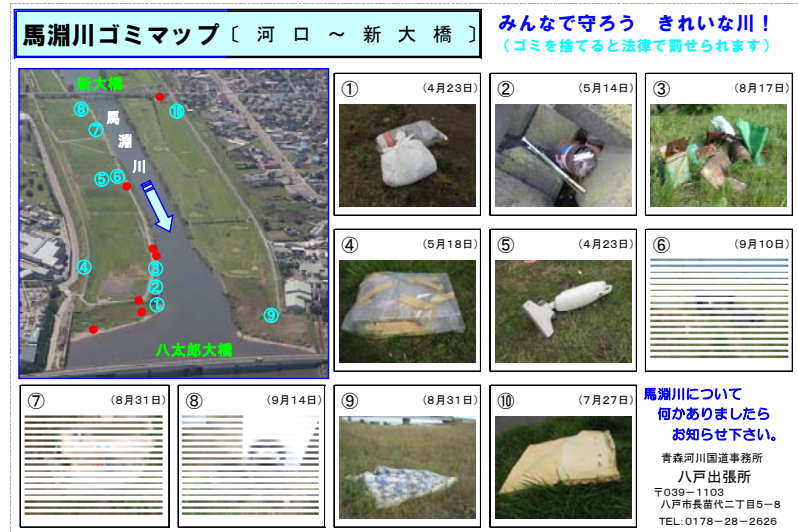 馬淵川ゴミマップ〔 河 口 ～ 新 大 橋 〕
みんなで守ろう　きれいな川！
（ゴミを捨てると法律で罰せられます）
新大橋
馬
淵
川
⑧
⑦
⑩
⑤⑥
④
⑧
②
①
⑨
八太郎大橋
① （4月23日）
② （5月14日）
③ （8月17日）
④ （5月18日）
⑤ （4月23日）
⑥ （9月10日）
⑦ （8月31日）
⑧ （9月14日）
⑨ （8月31日）
⑩ （7月27日）
馬淵川について
何かありましたら
お知らせ下さい。
青森河川国道事務所
八戸出張所
〒039－1103
八戸市長苗代二丁目5－8
TEL:0178－28－2626